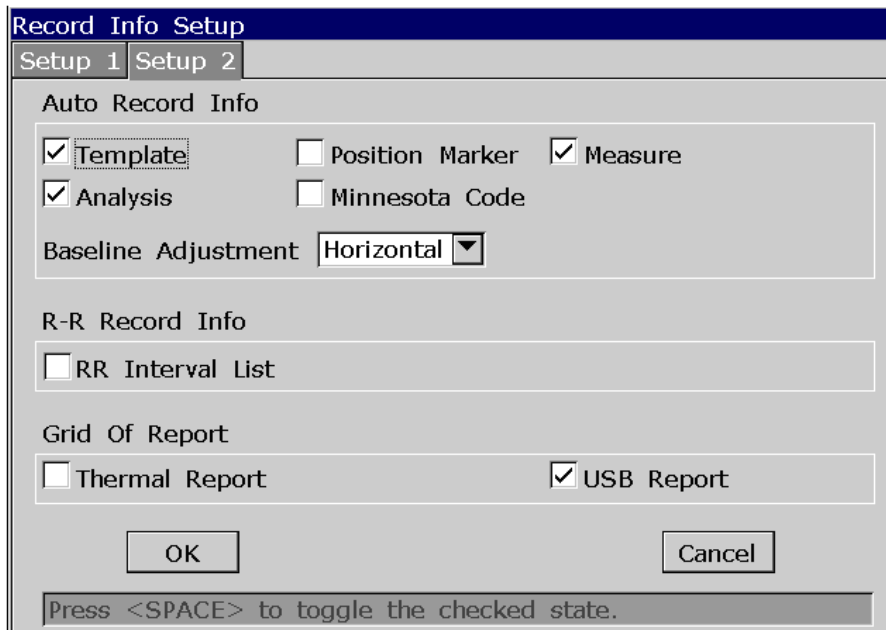 Record Info Setup
Setup 1 Setup 2
Auto Record Info
Template Position Marker Measure
Analysis Minnesota Code
Baseline Adjustment Horizontal
R-R Record Info
RR Interval List
Grid Of Report
Thermal Report USB Report
OK Cancel
Press <SPACE> to toggle the checked state.